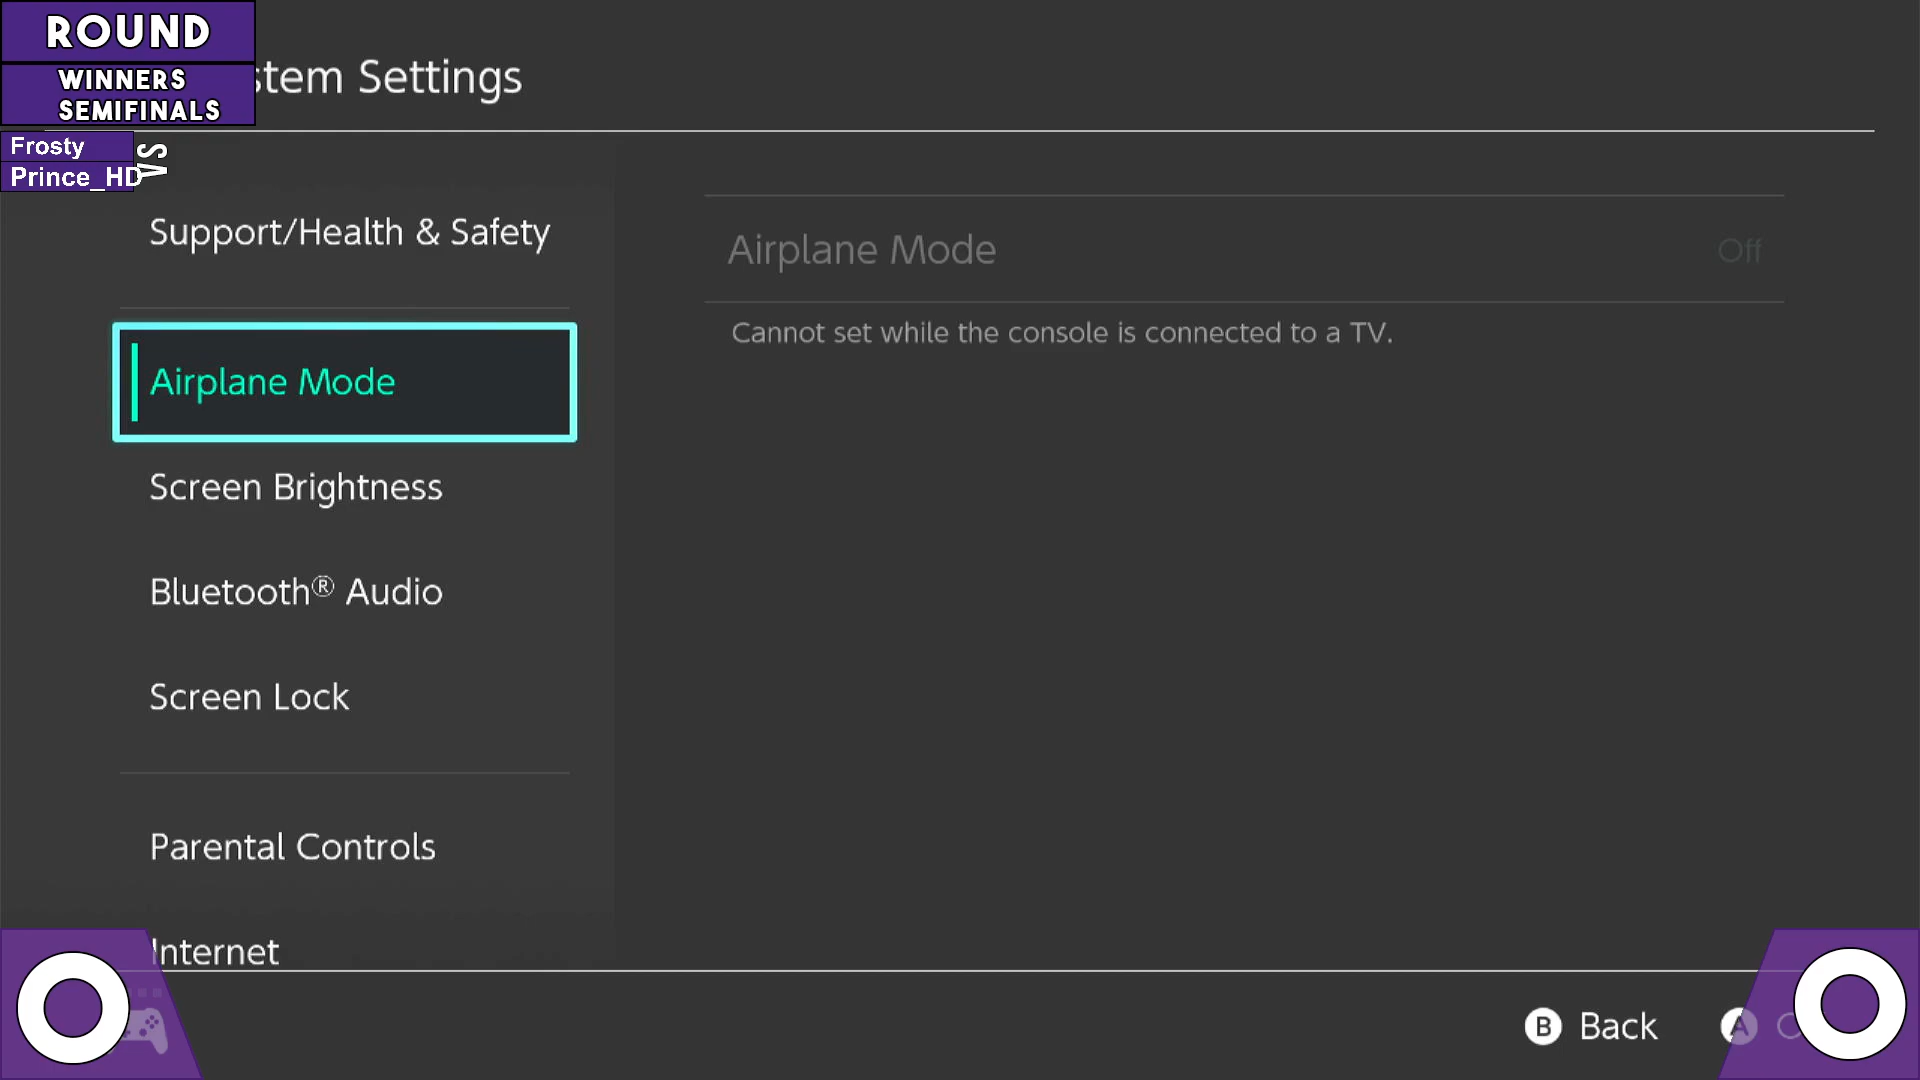 ROUND
WINNERS
SEMIFINALS
stem Settings
Frosty
Prince_HD
Support/Health & Safety
Airplane Mode
Screen Brightness
Bluetooth® Audio
Screen Lock
Parental Controls
Internet
Airplane Mode Off
Cannot set while the console is connected to a TV.
B Back A